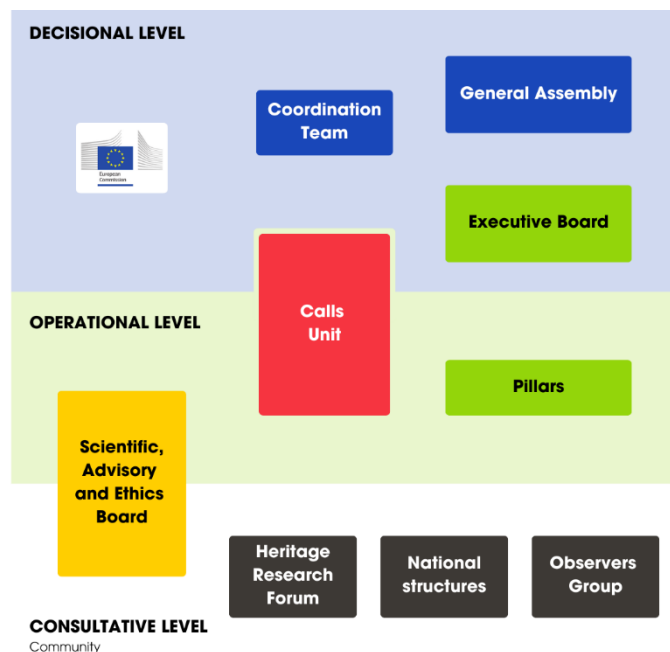 DECISIONAL LEVEL
Coordination
Team
General Assembly
European
Commission
Executive Board
Calls
Unit
OPERATIONAL LEVEL
Pillars
Scientific,
Advisory
and Ethics
Board
Heritage
Research
Forum
National
structures
Observers
Group
CONSULTATIVE LEVEL
Community